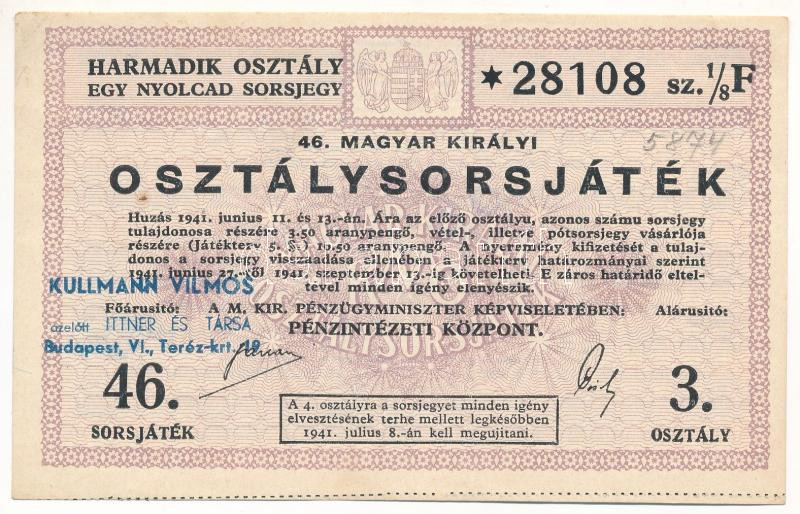 HARMADIK OSZTÁLY
EGY NYOLCAD SORSJEGY
*28108 sz. 1/8 F
5874
46. MAGYAR KIRÁLYI
OSZTÁLYSORSJÁTÉK
Huzás 1941. junius 11. és 13.-án. Ára az előző osztályu, azonos számu sorsjegy
tulajdonosa részére 3.50 aranypengő, vétel-, illetve pótsorsjegy vásárlója
részére (Játékterv 5. §.) 10.50 aranypengő. A nyeremény kifizetését a tulaj-
donos a sorsjegy visszaadása ellenében a játékterv határozmányai szerint
1941. junius 27.-től 1941. szeptember 13.-ig követelheti. E záros határidő eltel-
tével minden igény elenyészik.
KULLMANN VILMOS
azelőtt ITTNER ÉS TÁRSA
Budapest, VI., Teréz-krt. 19
Főárusitó: A M. KIR. PÉNZÜGYMINISZTER KÉPVISELETÉBEN: Alárusitó:
PÉNZINTÉZETI KÖZPONT.
OSZTÁLYSORSJÁTÉK
46.
SORSJÁTÉK
A 4. osztályra a sorsjegyet minden igény
elvesztésének terhe mellett legkésőbben
1941. julius 8.-án kell megujitani.
3.
OSZTÁLY